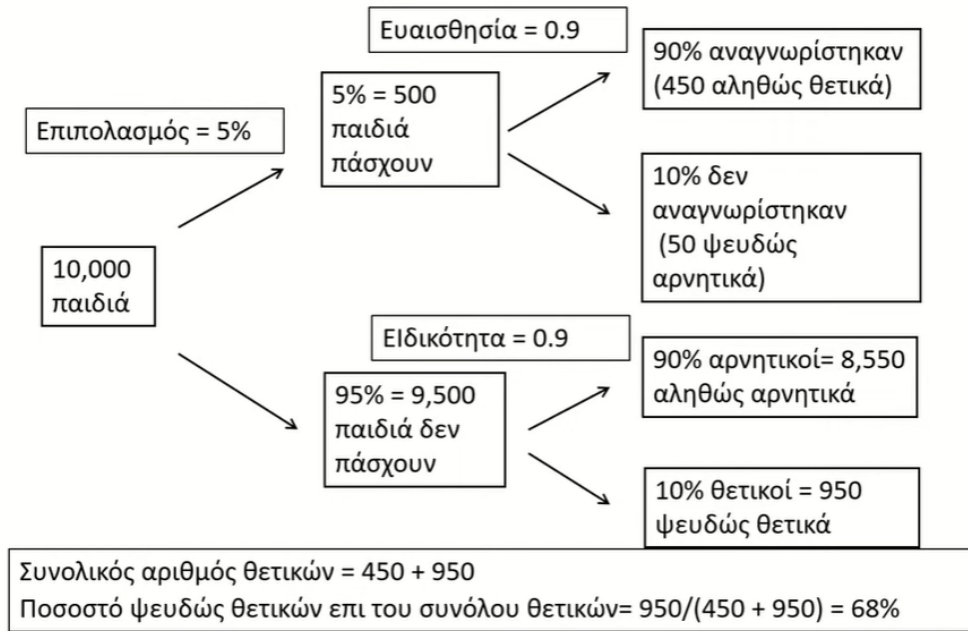 Ευαισθησία = 0.9
90% αναγνωρίστηκαν
(450 αληθώς θετικά)
5% = 500
παιδιά
πάσχουν
Επιπολασμός = 5%
10% δεν
αναγνωρίστηκαν
(50 ψευδώς
αρνητικά)
10,000
παιδιά
ΕΙδικότητα = 0.9
90% αρνητικοί= 8,550
αληθώς αρνητικά
95% = 9,500
παιδιά δεν
πάσχουν
10% θετικοί = 950
ψευδώς θετικά
Συνολικός αριθμός θετικών = 450 + 950
Ποσοστό ψευδώς θετικών επι του συνόλου θετικών= 950/(450 + 950) = 68%